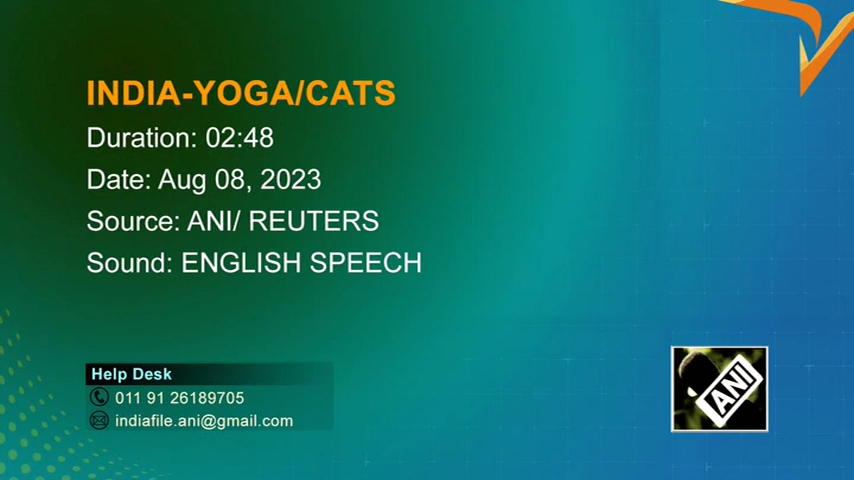 INDIA-YOGA/CATS
Duration: 02:48
Date: Aug 08, 2023
Source: ANI/ REUTERS
Sound: ENGLISH SPEECH
Help Desk
011 91 26189705
indiafile.ani@gmail.com
ANI